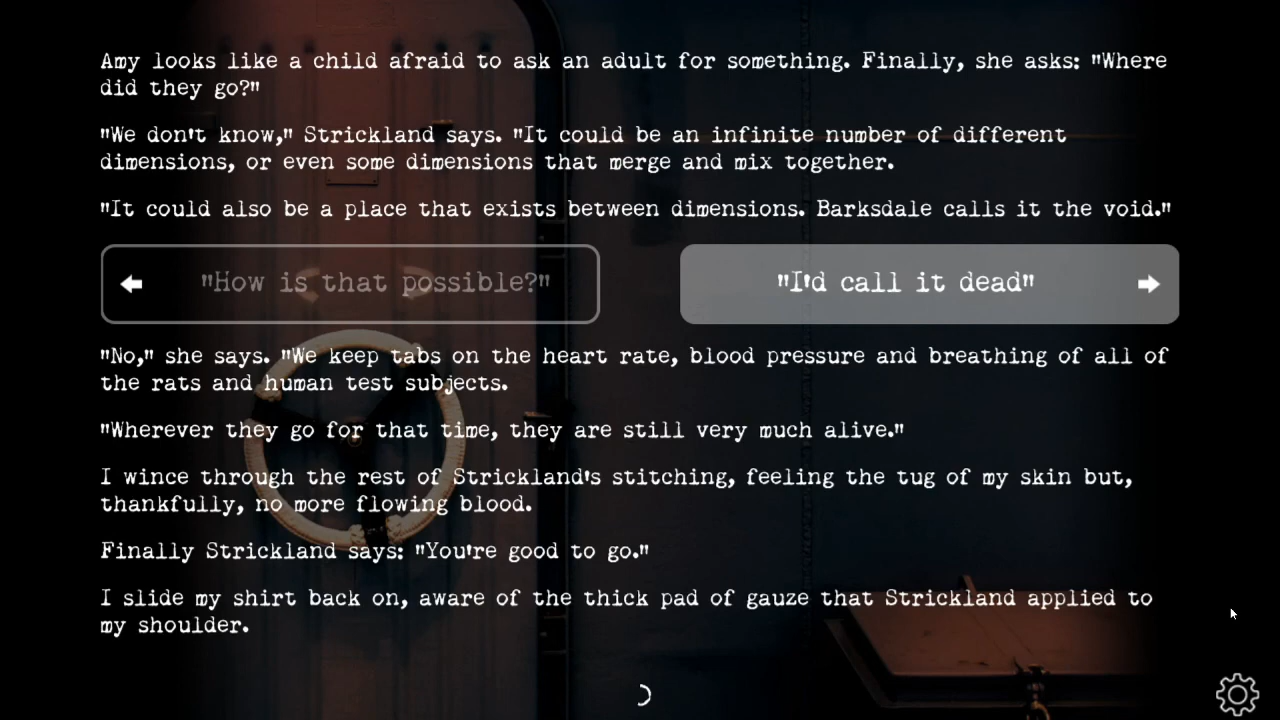 Amy looks like a child afraid to ask an adult for something. Finally, she asks: "Where
did they go?"
"We don't know," Strickland says. "It could be an infinite number of different
dimensions, or even some dimensions that merge and mix together.
"It could also be a place that exists between dimensions. Barksdale calls it the void."
"How is that possible?"
"I'd call it dead"
"No," she says. "We keep tabs on the heart rate, blood pressure and breathing of all of
the rats and human test subjects.
"Wherever they go for that time, they are still very much alive."
I wince through the rest of Strickland's stitching, feeling the tug of my skin but,
thankfully, no more flowing blood.
Finally Strickland says: "You're good to go."
I slide my shirt back on, aware of the thick pad of gauze that Strickland applied to
my shoulder.